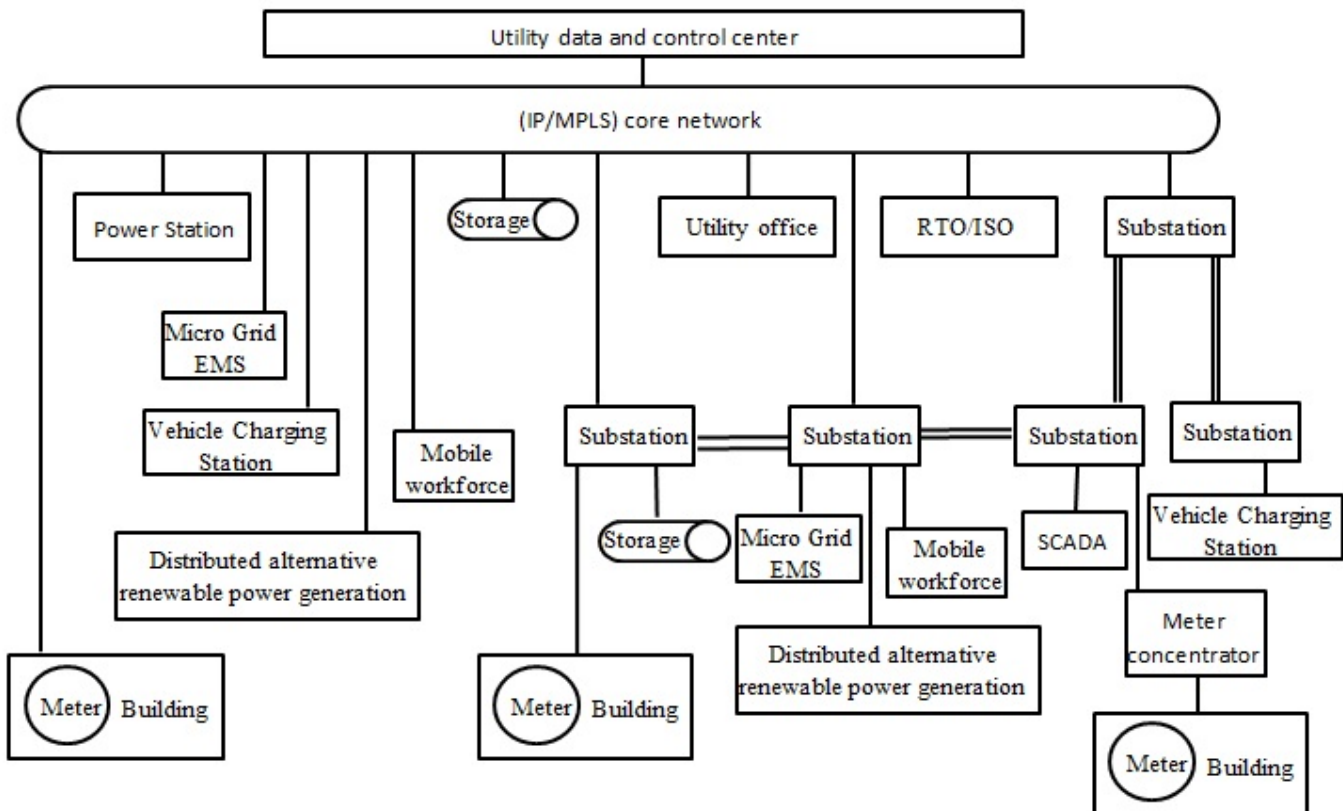 Utility data and control center
(IP/MPLS) core network
Power Station
Storage
Utility office
RTO/ISO
Substation
Micro Grid
EMS
Vehicle Charging
Station
Mobile
workforce
Distributed alternative
renewable power generation
Meter
Building
Substation
Substation
Substation
Substation
Storage
Micro Grid
EMS
Mobile
workforce
SCADA
Vehicle Charging
Station
Distributed alternative
renewable power generation
Meter
concentrator
Meter
Building
Meter
Building